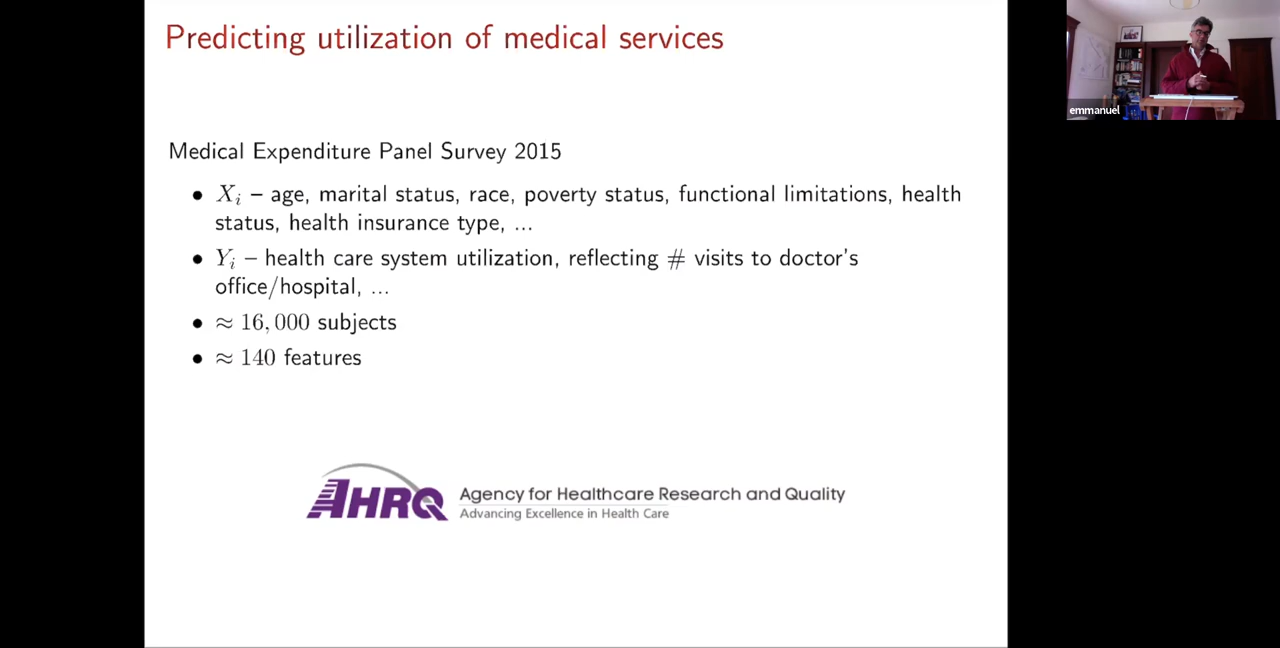 Predicting utilization of medical services
Medical Expenditure Panel Survey 2015
• Xᵢ – age, marital status, race, poverty status, functional limitations, health
status, health insurance type, ...
• Yᵢ – health care system utilization, reflecting # visits to doctor's
office/hospital, ...
• ≈ 16,000 subjects
• ≈ 140 features
AHRQ
Agency for Healthcare Research and Quality
Advancing Excellence in Health Care
emmanuel